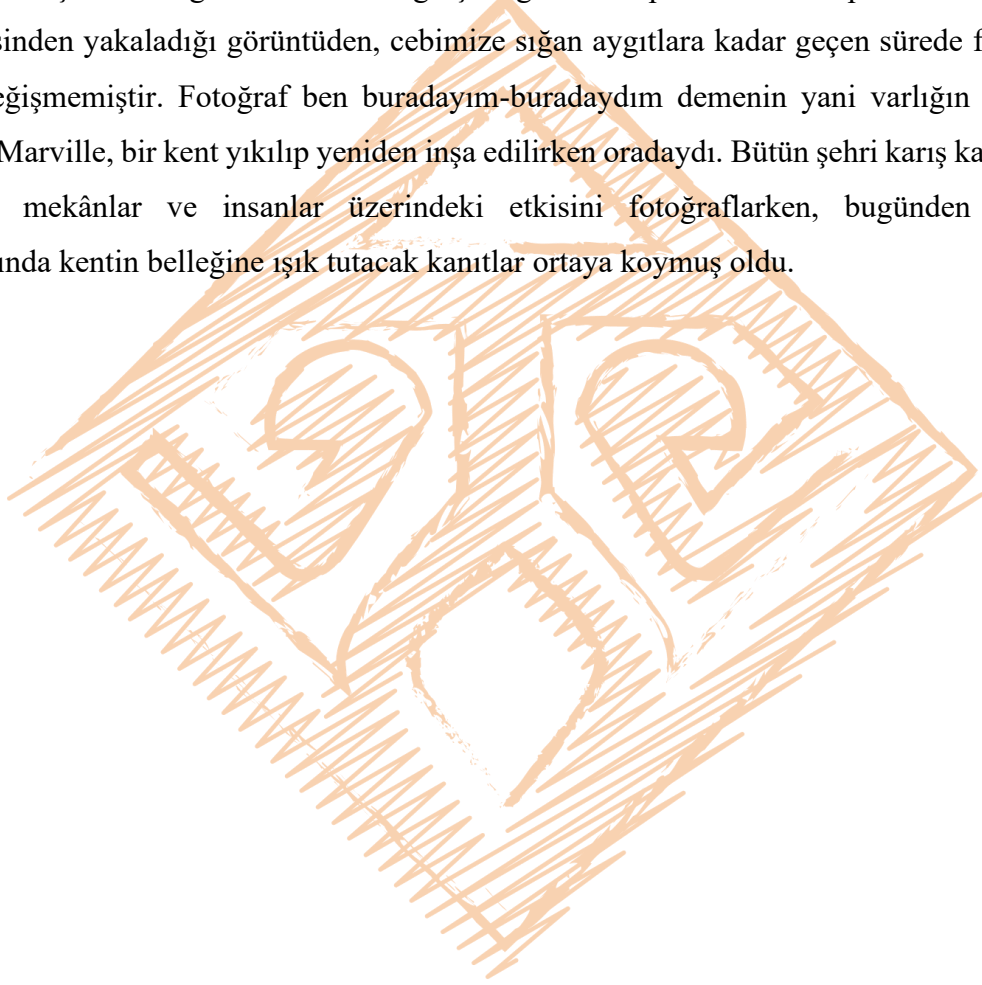 sinden yakaladığı görüntüden, cebimize sığan aygıtlara kadar geçen sürede f
eğişmemiştir. Fotoğraf ben buradayım-buradaydım demenin yani varlığın
Marville, bir kent yıkılıp yeniden inşa edilirken oradaydı. Bütün şehri karış ka
mekânlar ve insanlar üzerindeki etkisini fotoğraflarken, bugünden
ında kentin belleğine ışık tutacak kanıtlar ortaya koymuş oldu.